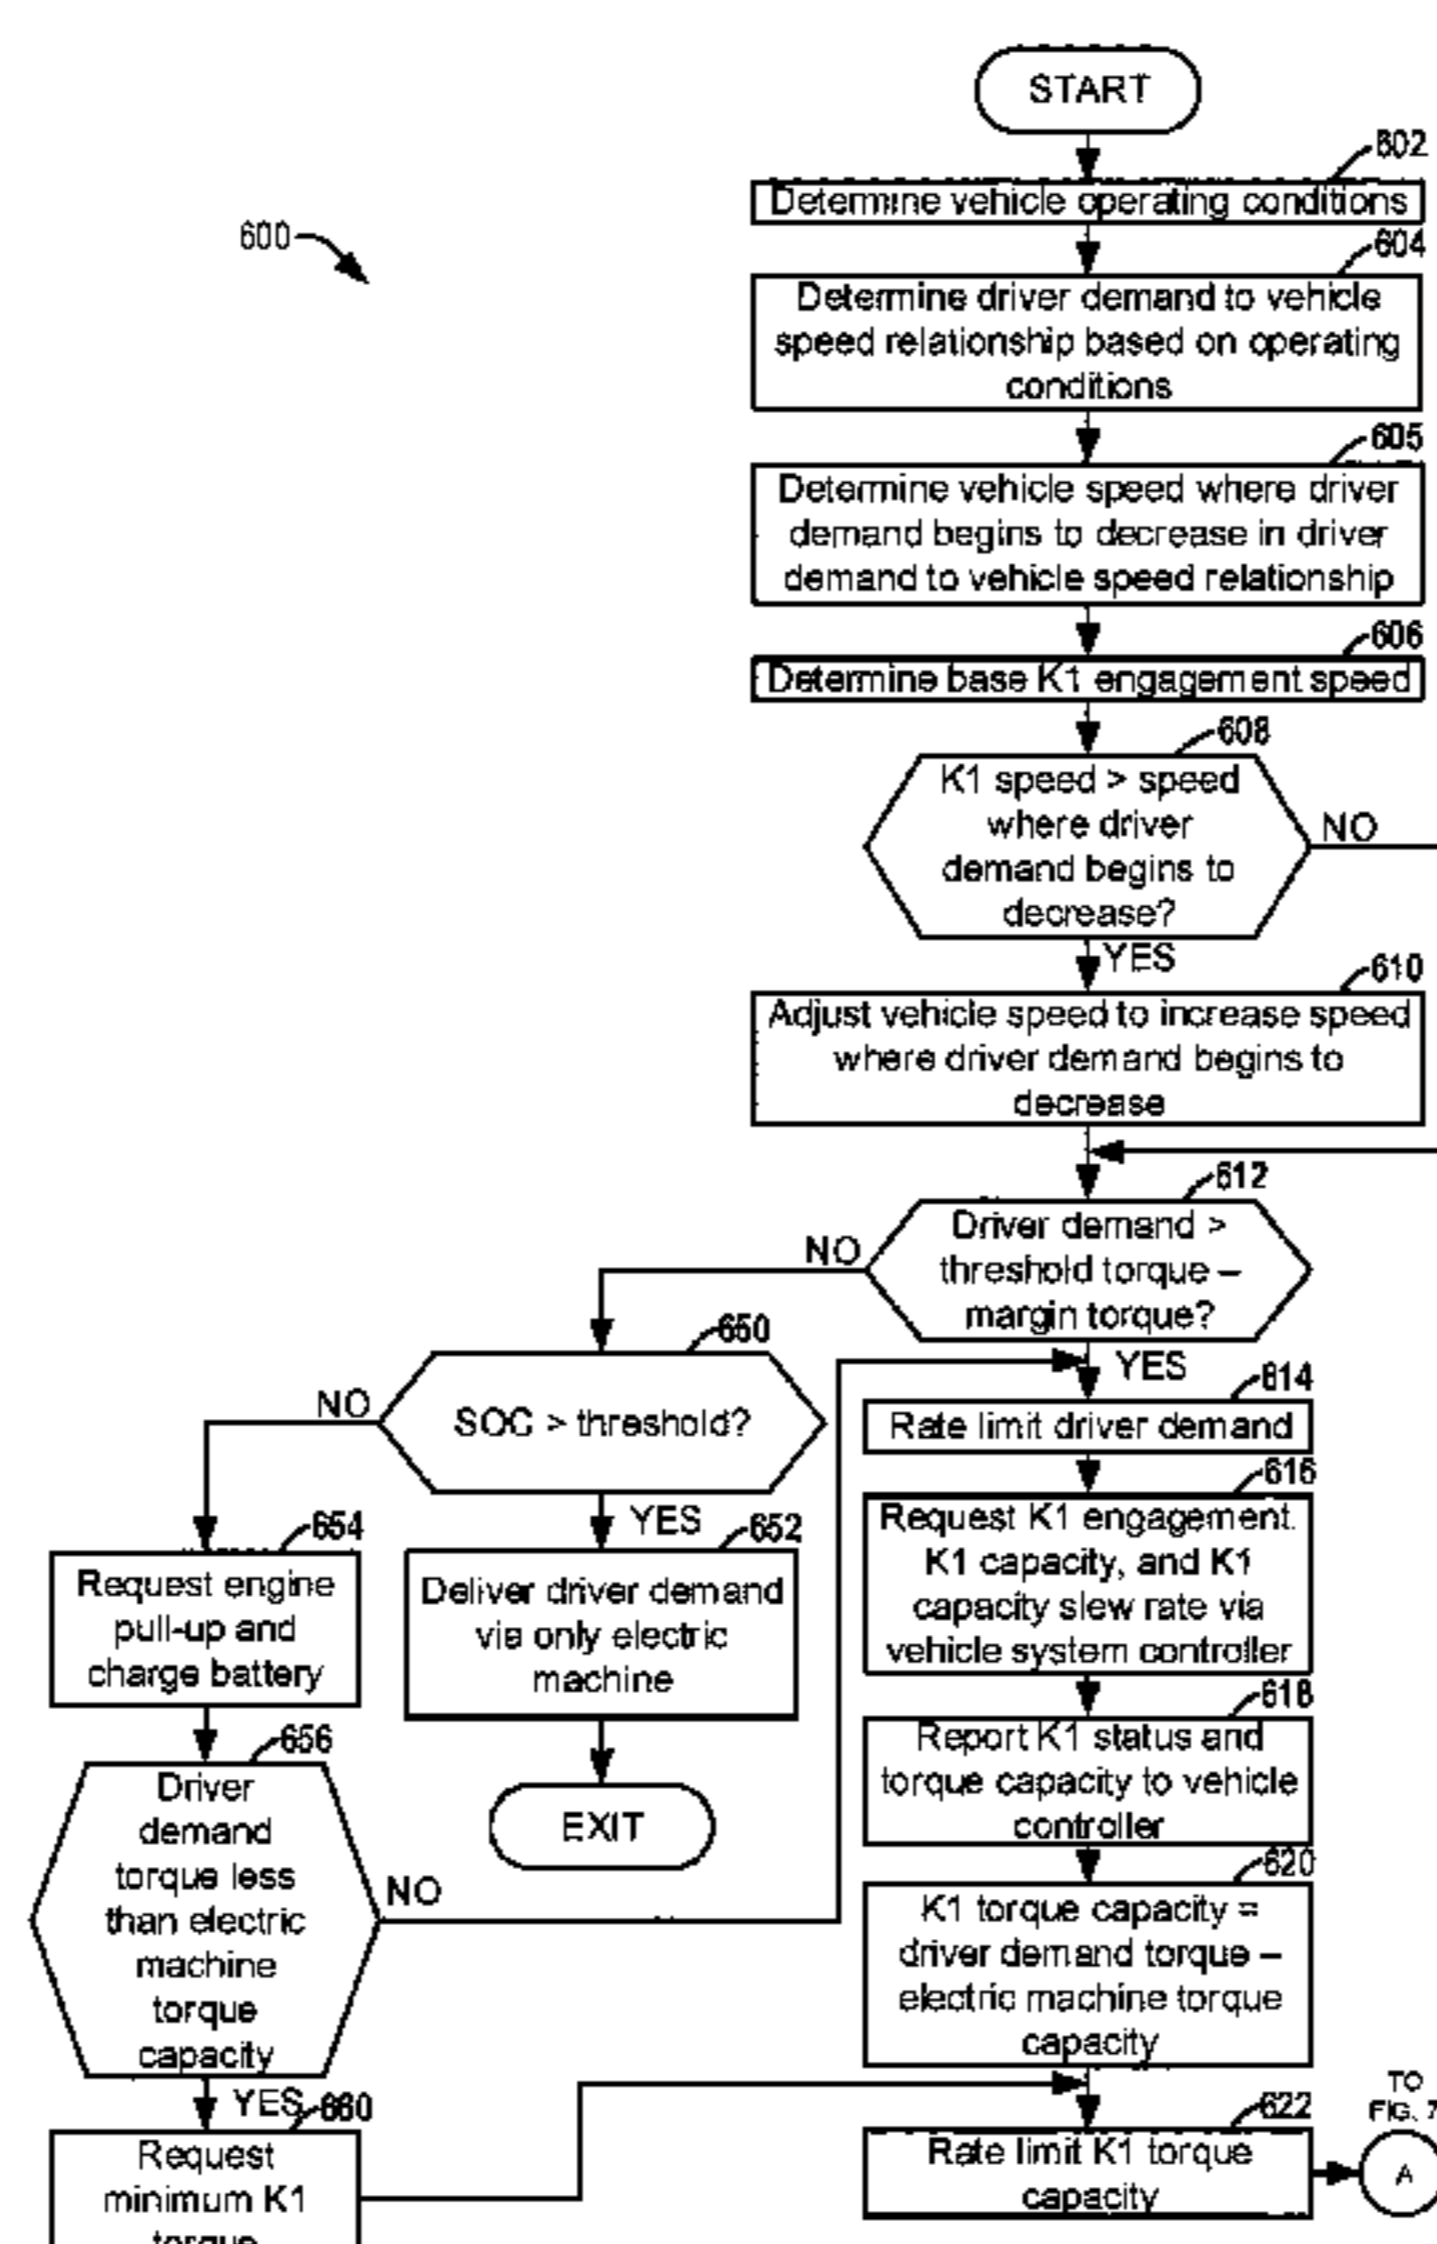 START
602
Determine vehicle operating conditions
600
604
Determine driver demand to vehicle
speed relationship based on operating
conditions
605
Determine vehicle speed where driver
demand begins to decrease in driver
demand to vehicle speed relationship
606
Determine base K1 engagement speed
608
K1 speed > speed
where driver
demand begins to
decrease?
NO
YES
610
Adjust vehicle speed to increase speed
where driver demand begins to
decrease
612
Driver demand >
threshold torque –
margin torque?
NO
YES
650
SOC > threshold?
NO
YES
614
Rate limit driver demand
616
Request K1 engagement.
K1 capacity, and K1
capacity slew rate via
vehicle system controller
654
Request engine
pull-up and
charge battery
652
Deliver driver demand
via only electric
machine
EXIT
618
Report K1 status and
torque capacity to vehicle
controller
656
Driver
demand
torque less
than electric
machine
torque
capacity
NO
YES
620
K1 torque capacity =
driver demand torque –
electric machine torque
capacity
660
Request
minimum K1
torque
622
Rate limit K1 torque
capacity
TO
FIG. 7
A